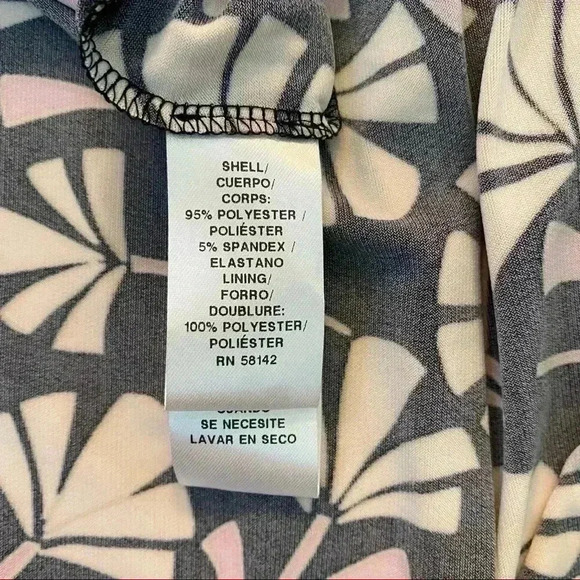 SHELL/
CUERPO/
CORPS:
95% POLYESTER /
POLIÉSTER
5% SPANDEX /
ELASTANO
LINING/
FORRO/
DOUBLURE:
100% POLYESTER/
POLIÉSTER
RN 58142
CUANDO
SE NECESITE
LAVAR EN SECO